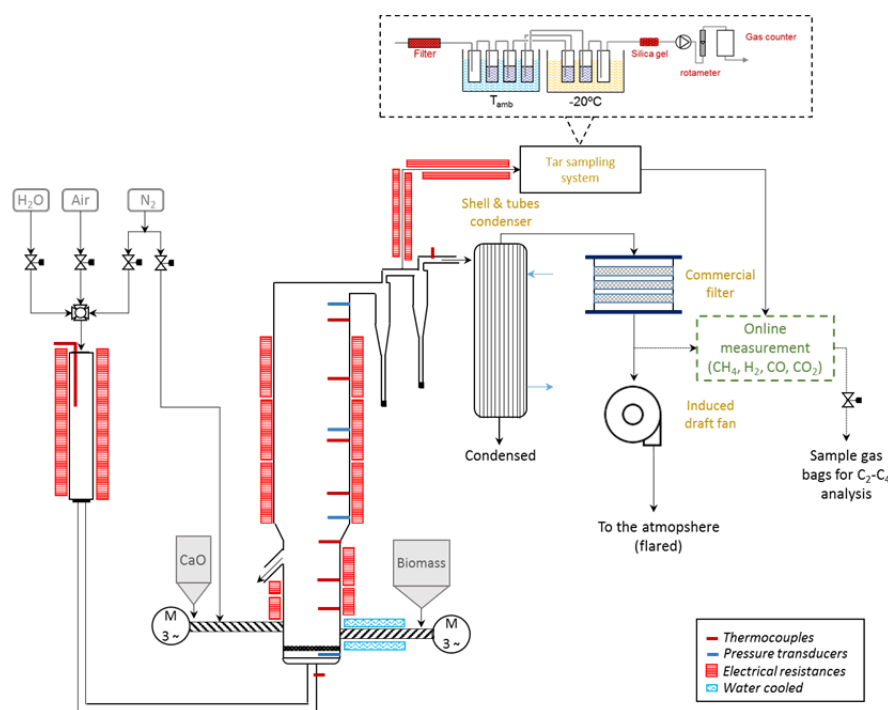 Filter
Silica gel
rotameter
Gas counter
Tamb
-20ºC
Tar sampling
system
H2O
Air
N2
Shell & tubes
condenser
Commercial
filter
Online
measurement
(CH4, H2, CO, CO2)
Induced
draft fan
Condensed
Sample gas
bags for C2-C4
analysis
To the atmopshere
(flared)
CaO
Biomass
M
3 ~
M
3 ~
Thermocouples
Pressure transducers
Electrical resistances
Water cooled